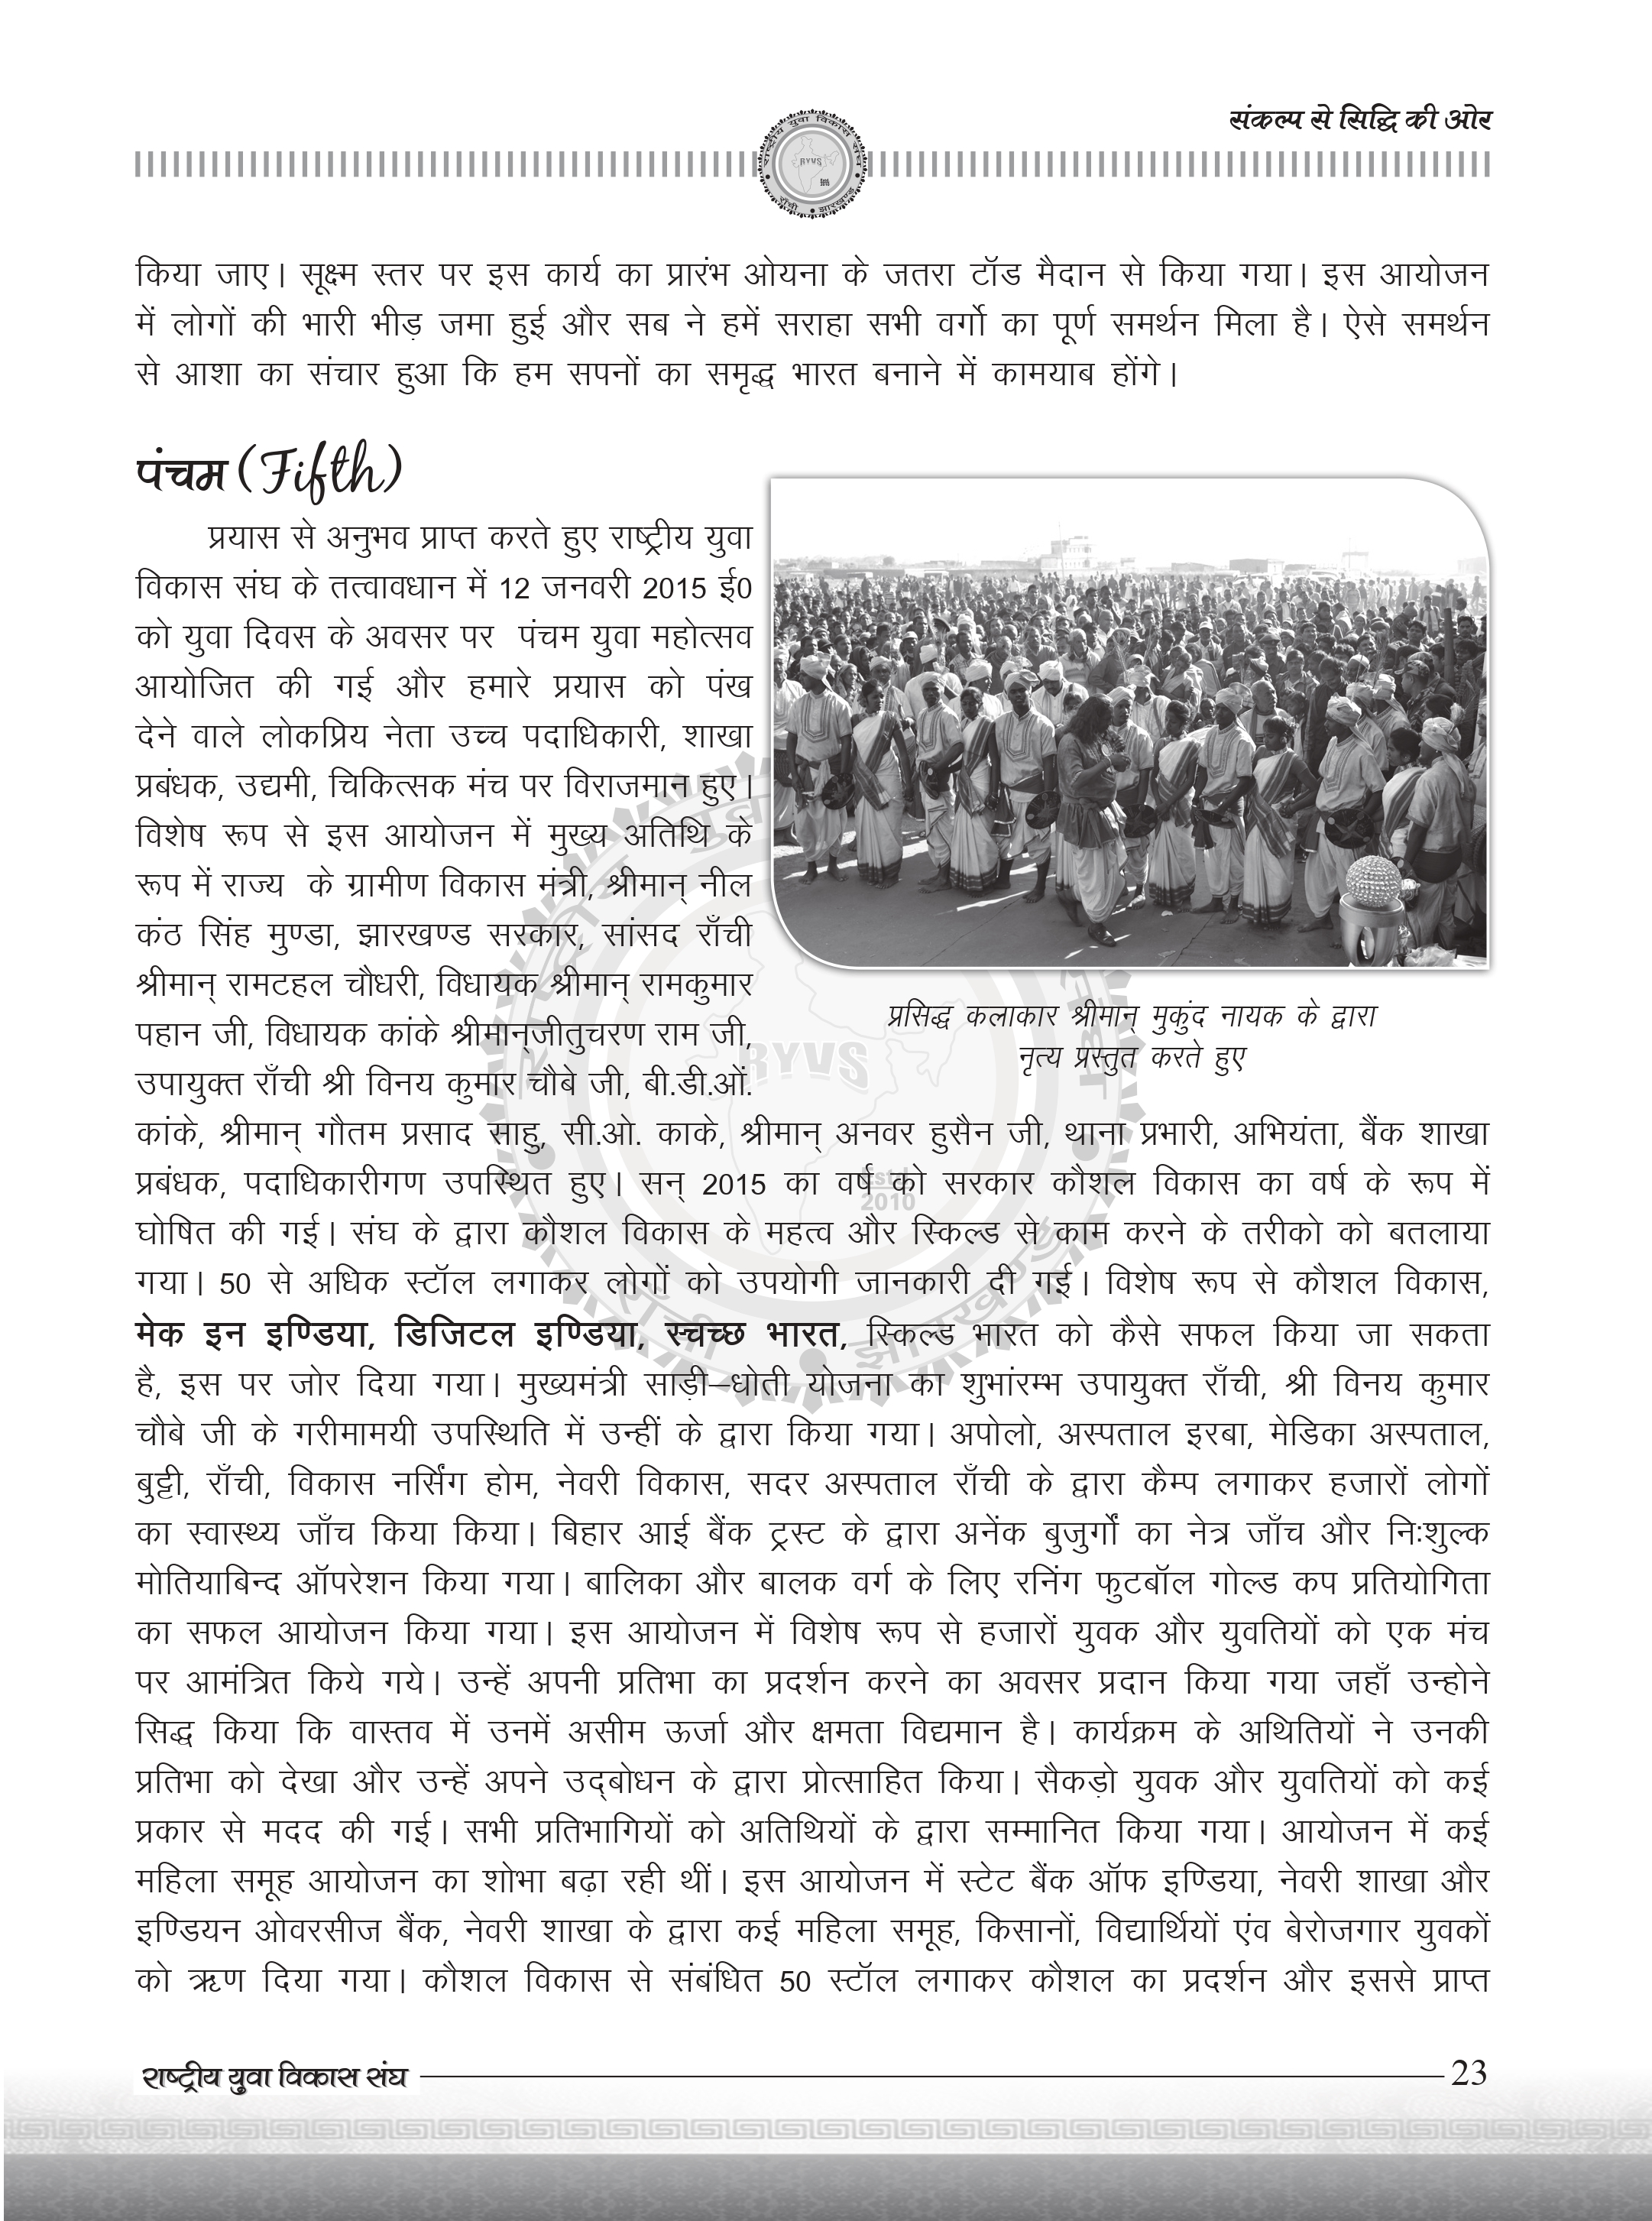 संकल्प से सिद्धि की ओर
राष्ट्रीय युवा विकास संघ
RYVS
राँची • झारखण्ड
किया जाए। सूक्ष्म स्तर पर इस कार्य का प्रारंभ ओयना के जतरा टॉड मैदान से किया गया। इस आयोजन
में लोगों की भारी भीड़ जमा हुई और सब ने हमें सराहा सभी वर्गो का पूर्ण समर्थन मिला है। ऐसे समर्थन
से आशा का संचार हुआ कि हम सपनों का समृद्ध भारत बनाने में कामयाब होंगे।
पंचम (Fifth)
प्रयास से अनुभव प्राप्त करते हुए राष्ट्रीय युवा
विकास संघ के तत्वावधान में 12 जनवरी 2015 ई0
को युवा दिवस के अवसर पर पंचम युवा महोत्सव
आयोजित की गई और हमारे प्रयास को पंख
देने वाले लोकप्रिय नेता उच्च पदाधिकारी, शाखा
प्रबंधक, उद्यमी, चिकित्सक मंच पर विराजमान हुए।
विशेष रूप से इस आयोजन में मुख्य अतिथि के
रूप में राज्य के ग्रामीण विकास मंत्री, श्रीमान् नील
कंठ सिंह मुण्डा, झारखण्ड सरकार, सांसद राँची
श्रीमान् रामटहल चौधरी, विधायक श्रीमान् रामकुमार
पहान जी, विधायक कांके श्रीमान्जीतुचरण राम जी,
उपायुक्त राँची श्री विनय कुमार चौबे जी, बी.डी.ओं.
प्रसिद्ध कलाकार श्रीमान् मुकुंद नायक के द्वारा
नृत्य प्रस्तुत करते हुए
कांके, श्रीमान् गौतम प्रसाद साहु, सी.ओ. काके, श्रीमान् अनवर हुसैन जी, थाना प्रभारी, अभियंता, बैंक शाखा
प्रबंधक, पदाधिकारीगण उपस्थित हुए। सन् 2015 का वर्ष को सरकार कौशल विकास का वर्ष के रूप में
घोषित की गई। संघ के द्वारा कौशल विकास के महत्व और स्किल्ड से काम करने के तरीको को बतलाया
गया। 50 से अधिक स्टॉल लगाकर लोगों को उपयोगी जानकारी दी गई। विशेष रूप से कौशल विकास,
मेक इन इण्डिया, डिजिटल इण्डिया, स्चच्छ भारत, स्किल्ड भारत को कैसे सफल किया जा सकता
है, इस पर जोर दिया गया। मुख्यमंत्री साड़ी–धोती योजना का शुभांरम्भ उपायुक्त राँची, श्री विनय कुमार
चौबे जी के गरीमामयी उपस्थिति में उन्हीं के द्वारा किया गया। अपोलो, अस्पताल इरबा, मेडिका अस्पताल,
बुट्टी, राँची, विकास नर्सिंग होम, नेवरी विकास, सदर अस्पताल राँची के द्वारा कैम्प लगाकर हजारों लोगों
का स्वास्थ्य जाँच किया किया। बिहार आई बैंक ट्रस्ट के द्वारा अनेंक बुजुर्गों का नेत्र जाँच और निःशुल्क
मोतियाबिन्द ऑपरेशन किया गया। बालिका और बालक वर्ग के लिए रनिंग फुटबॉल गोल्ड कप प्रतियोगिता
का सफल आयोजन किया गया। इस आयोजन में विशेष रूप से हजारों युवक और युवतियों को एक मंच
पर आमंत्रित किये गये। उन्हें अपनी प्रतिभा का प्रदर्शन करने का अवसर प्रदान किया गया जहाँ उन्होने
सिद्ध किया कि वास्तव में उनमें असीम ऊर्जा और क्षमता विद्यमान है। कार्यक्रम के अथितियों ने उनकी
प्रतिभा को देखा और उन्हें अपने उद्‌बोधन के द्वारा प्रोत्साहित किया। सैकड़ो युवक और युवतियों को कई
प्रकार से मदद की गई। सभी प्रतिभागियों को अतिथियों के द्वारा सम्मानित किया गया। आयोजन में कई
महिला समूह आयोजन का शोभा बढ़ा रही थीं। इस आयोजन में स्टेट बैंक ऑफ इण्डिया, नेवरी शाखा और
इण्डियन ओवरसीज बैंक, नेवरी शाखा के द्वारा कई महिला समूह, किसानों, विद्यार्थियों एंव बेरोजगार युवकों
को ऋण दिया गया। कौशल विकास से संबंधित 50 स्टॉल लगाकर कौशल का प्रदर्शन और इससे प्राप्त
RYVS
Estd
2010
राँची • झारखण्ड
राष्ट्रीय युवा विकास संघ
23